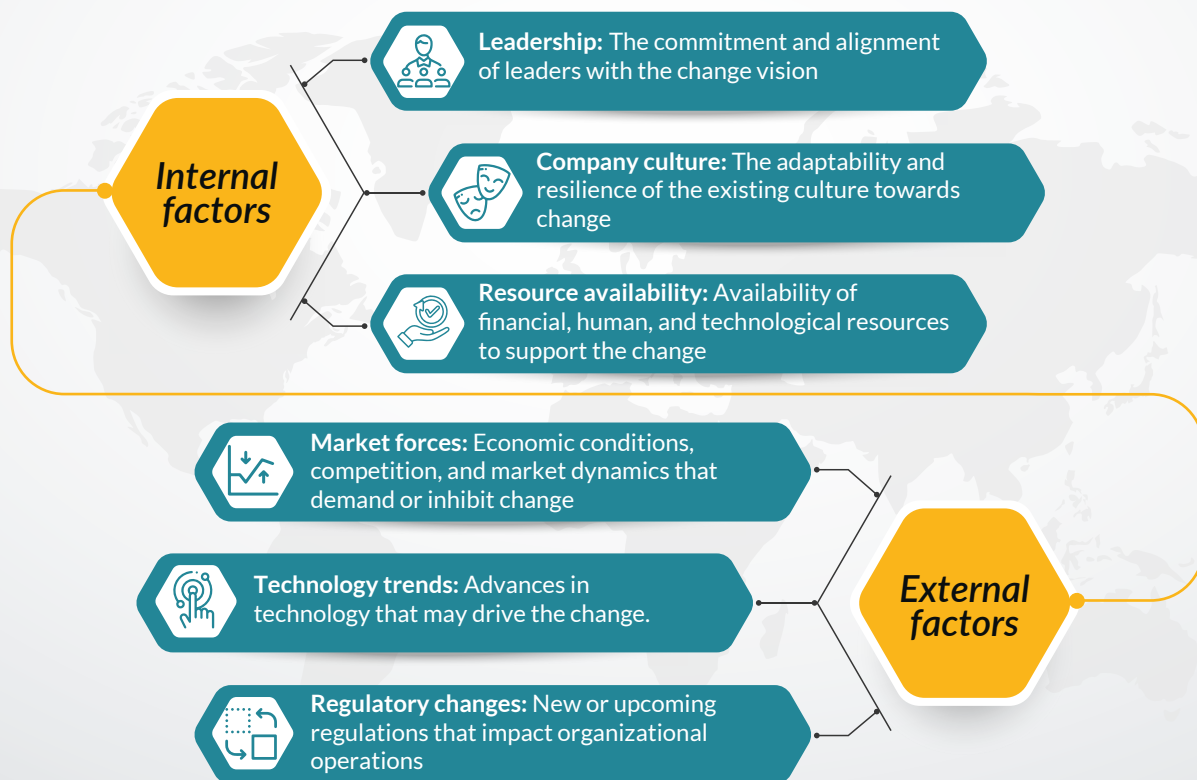 Internal
factors
Leadership: The commitment and alignment
of leaders with the change vision
Company culture: The adaptability and
resilience of the existing culture towards
change
Resource availability: Availability of
financial, human, and technological resources
to support the change
Market forces: Economic conditions,
competition, and market dynamics that
demand or inhibit change
Technology trends: Advances in
technology that may drive the change.
Regulatory changes: New or upcoming
regulations that impact organizational
operations
External
factors